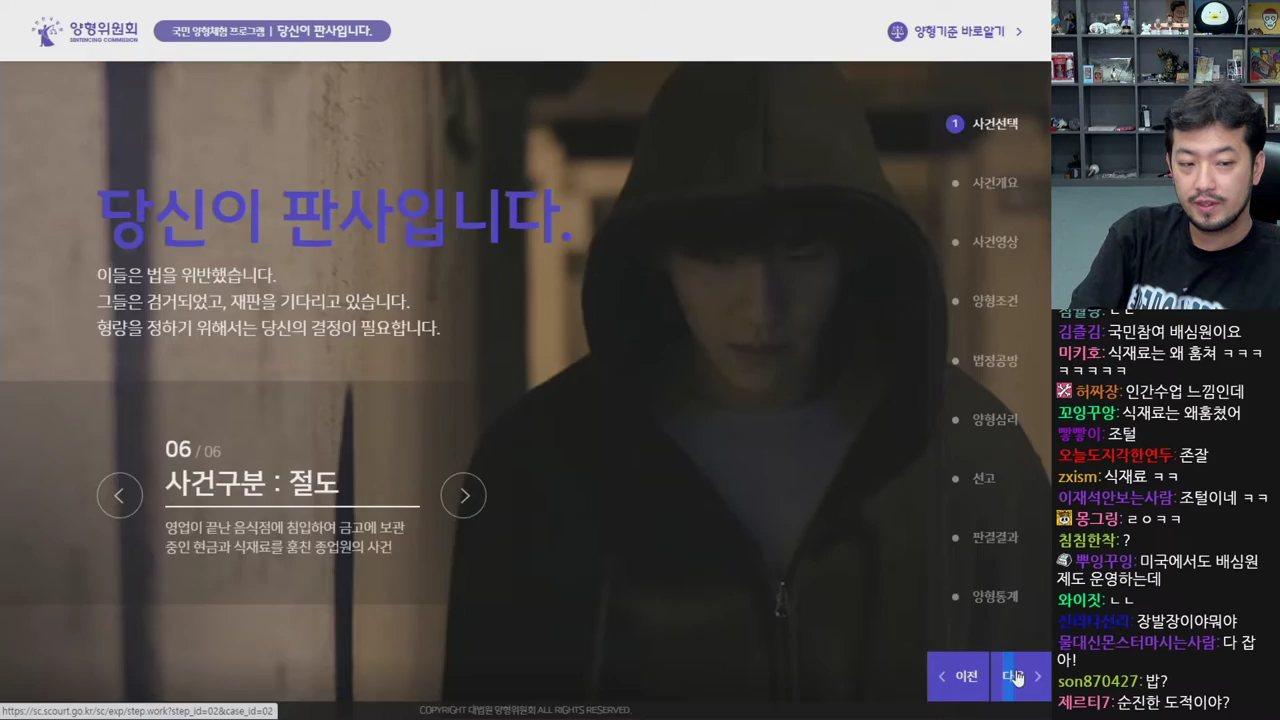 양형위원회
SENTENCING COMMISSION
국민 양형체험 프로그램 | 당신이 판사입니다.
양형기준 바로알기
당신이 판사입니다.
이들은 법을 위반했습니다.
그들은 검거되었고, 재판을 기다리고 있습니다.
형량을 정하기 위해서는 당신의 결정이 필요합니다.
06 / 06
사건구분 : 절도
영업이 끝난 음식점에 침입하여 금고에 보관
중인 현금과 식재료를 훔친 종업원의 사건
1 사건선택
사건개요
사건영상
양형조건
법정공방
양형심리
선고
판결결과
양형통계
이전
https://sc.scourt.go.kr/sc/exp/step.work?step_id=02&case_id=02
COPYRIGHT 대법원 양형위원회 ALL RIGHTS RESERVED.
김즐김: 국민참여 배심원이요
미키호: 식재료는 왜 훔쳐 ㅋㅋㅋ
ㅋㅋㅋㅋㅋ
허짜장: 인간수업 느낌인데
꼬잉꾸앙: 식재료는 왜훔쳤어
빻빻이: 조털
오늘도지각한연두: 존잘
zxism: 식재료 ㅋㅋ
이재석안보는사람: 조털이네 ㅋㅋ
몽그링: ㄹㅇㅋㅋ
침침한착: ?
뿌잉꾸잉: 미국에서도 배심원
제도 운영하는데
와이짓: ㄴㄴ
신리다신리: 장발장이야뭐야
물대신몬스터마시는사람: 다 잡
아!
son870427: 밥?
제르티7: 순진한 도적이야?